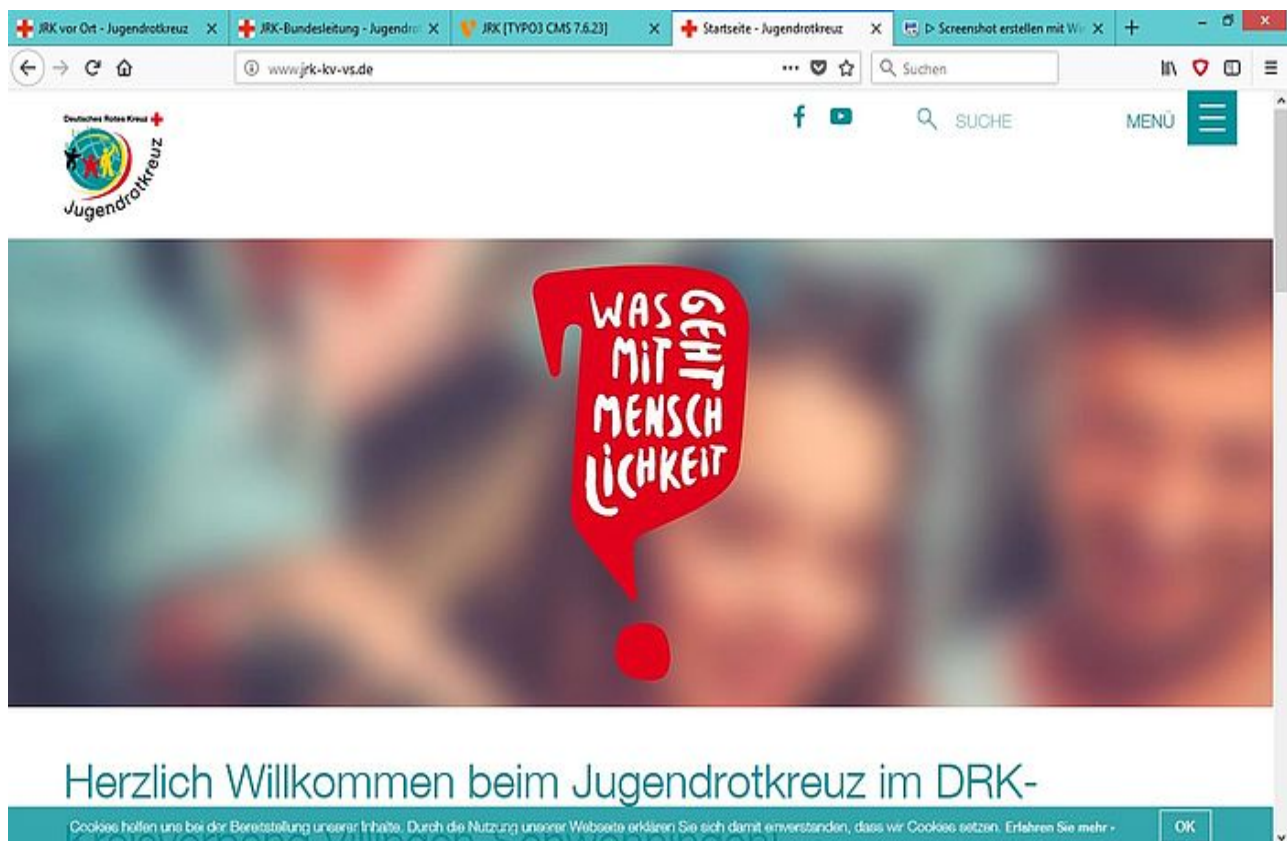 JRK vor Ort - Jugendrotkreuz
JRK-Bundesleitung - Jugendro
JRK [TYPO3 CMS 7.6.23]
Startseite - Jugendrotkreuz
Screenshot erstellen mit Wi
www.jrk-kv-vs.de
Suchen
Deutsches Rotes Kreuz
Jugendrotkreuz
SUCHE
MENÜ
WAS GEHT
MIT
MENSCH
LICHKEIT
Herzlich Willkommen beim Jugendrotkreuz im DRK-
Cookies helfen uns bei der Bereitstellung unserer Inhalte. Durch die Nutzung unserer Webseite erklären Sie sich damit einverstanden, dass wir Cookies setzen. Erfahren Sie mehr
OK